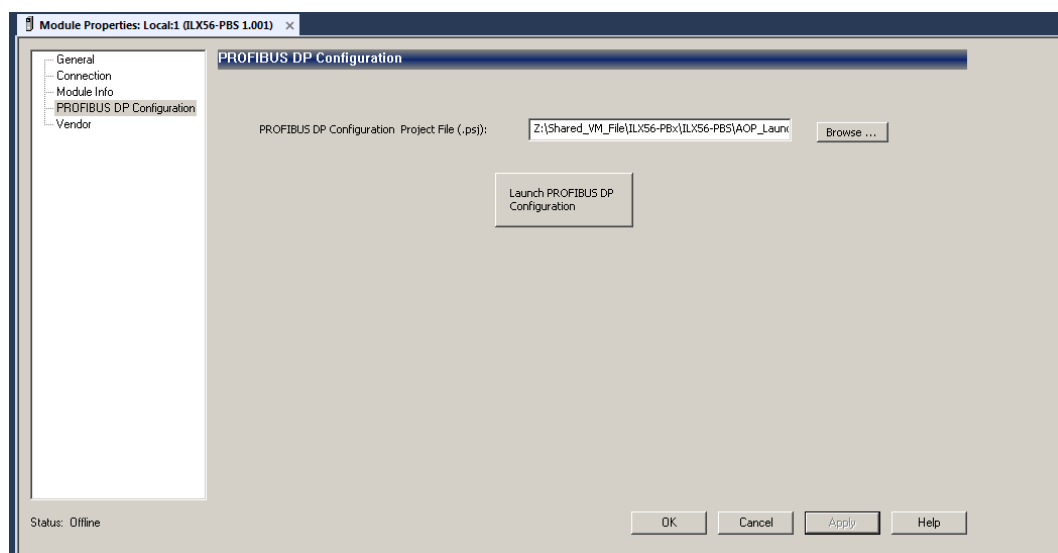 Module Properties: Local:1 (ILX56-PBS 1.001) ×
General
Connection
Module Info
PROFIBUS DP Configuration
Vendor
PROFIBUS DP Configuration
PROFIBUS DP Configuration Project File (.psj):
Z:\Shared_VM_File\ILX56-PBx\ILX56-PBS\AOP_Launc
Browse ...
Launch PROFIBUS DP
Configuration
Status: Offline
OK
Cancel
Apply
Help